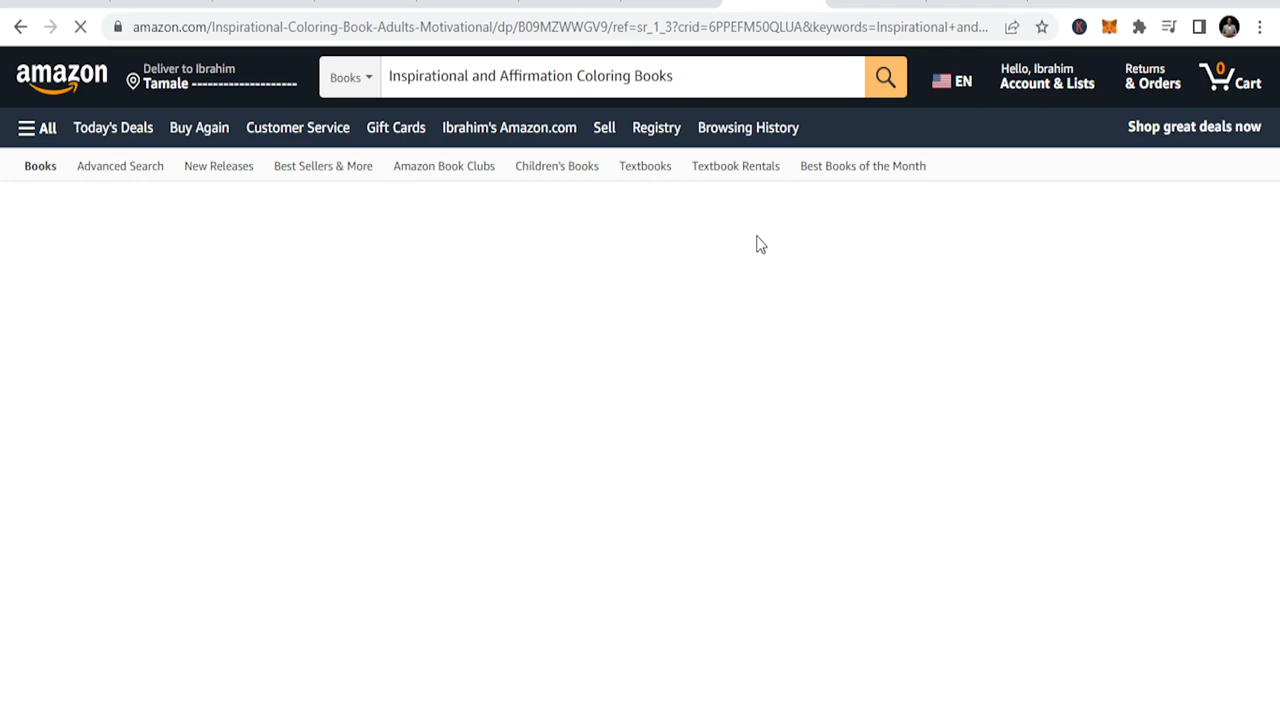 amazon.com/Inspirational-Coloring-Book-Adults-Motivational/dp/B09MZWWGV9/ref=sr_1_3?crid=6PPEFM50QLUA&keywords=Inspirational+and...
amazon
Deliver to Ibrahim
Tamale -----------------
Books
Inspirational and Affirmation Coloring Books
EN
Hello, Ibrahim
Account & Lists
Returns
& Orders
0
Cart
All
Today's Deals
Buy Again
Customer Service
Gift Cards
Ibrahim's Amazon.com
Sell
Registry
Browsing History
Shop great deals now
Books
Advanced Search
New Releases
Best Sellers & More
Amazon Book Clubs
Children's Books
Textbooks
Textbook Rentals
Best Books of the Month